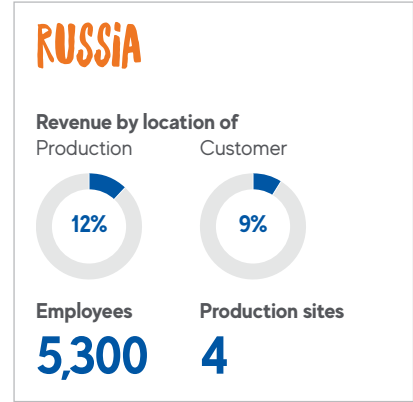 RUSSiA
Revenue by location of
Production
Customer
12%
9%
Employees
Production sites
5,300
4